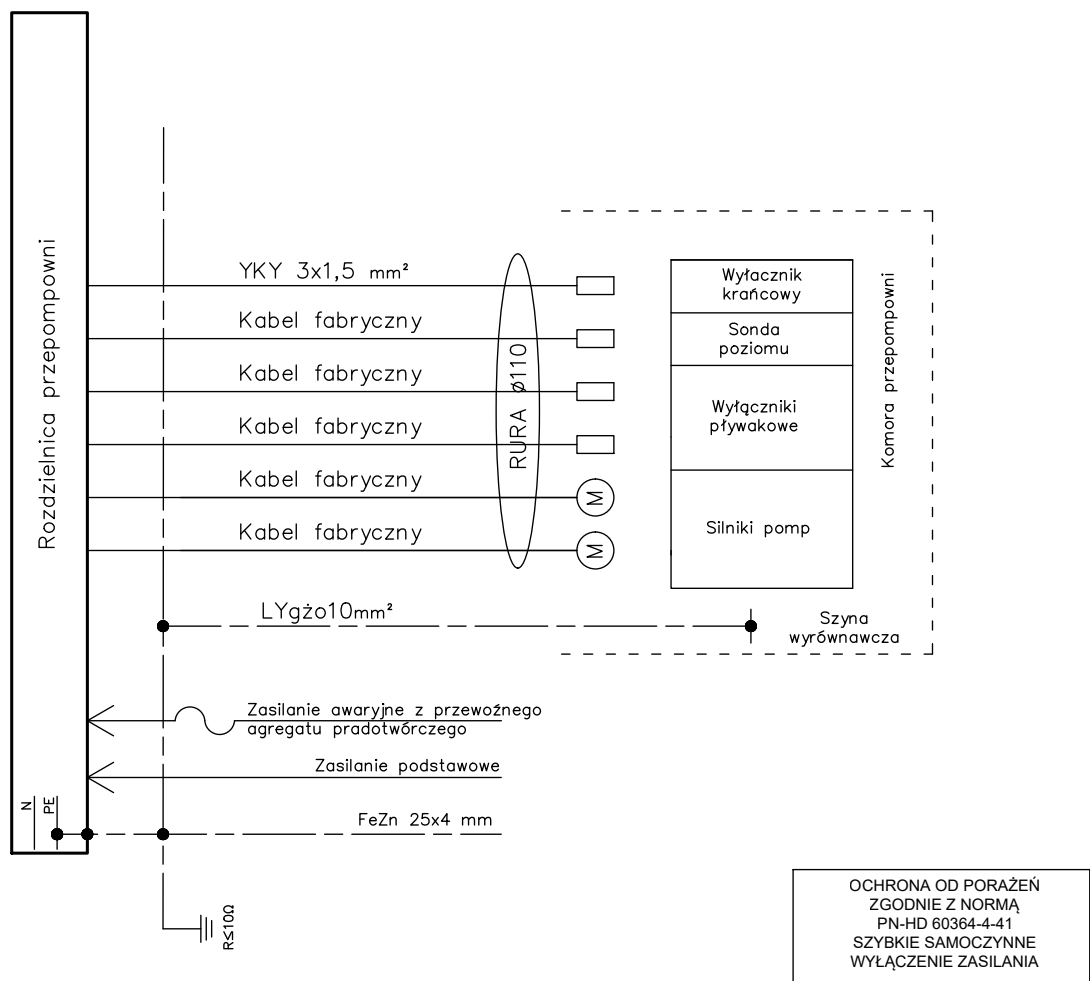 Rozdzielnica przepompowni
YKY 3x1,5 mm²
Kabel fabryczny
Kabel fabryczny
Kabel fabryczny
Kabel fabryczny
Kabel fabryczny
RURA ø110
M
M
Wyłacznik
krańcowy
Sonda
poziomu
Wyłączniki
pływakowe
Silniki pomp
Komora przepompowni
LYgżo10mm²
Szyna
wyrównawcza
Zasilanie awaryjne z przewoźnego
agregatu pradotwórczego
Zasilanie podstawowe
N
PE
FeZn 25x4 mm
R≤10Ω
OCHRONA OD PORAŻEŃ
ZGODNIE Z NORMĄ
PN-HD 60364-4-41
SZYBKIE SAMOCZYNNE
WYŁĄCZENIE ZASILANIA